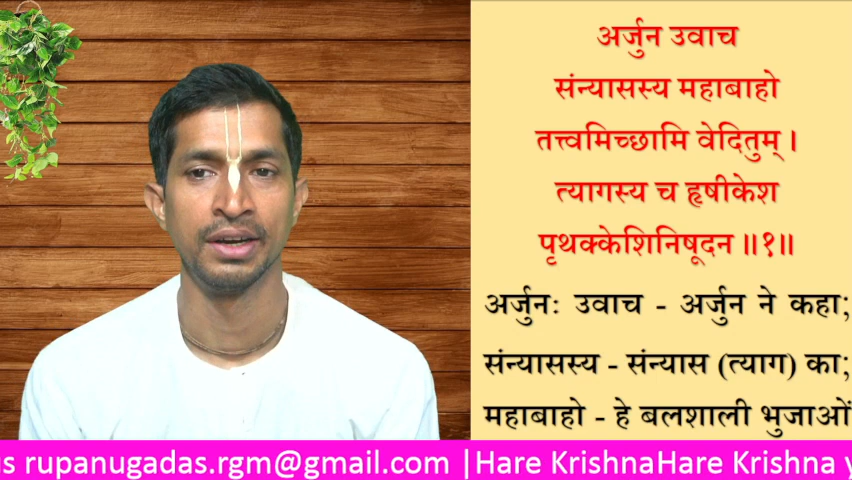 अर्जुन उवाच
संन्यासस्य महाबाहो
तत्त्वमिच्छामि वेदितुम् ।
त्यागस्य च हृषीकेश
पृथक्केशिनिषूदन ॥१॥
अर्जुनः उवाच - अर्जुन ने कहा;
संन्यासस्य - संन्यास (त्याग) का;
महाबाहो - हे बलशाली भुजाओं
us rupanugadas.rgm@gmail.com |Hare KrishnaHare Krishna y